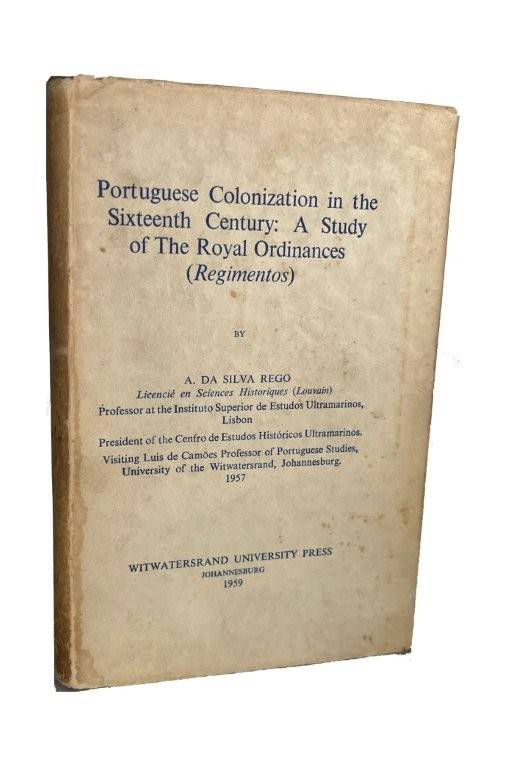 Portuguese Colonization in the
Sixteenth Century: A Study
of The Royal Ordinances
(Regimentos)
BY
A. DA SILVA REGO
Licencié en Sciences Historiques (Louvain)
Professor at the Instituto Superior de Estudos Ultramarinos,
Lisbon
President of the Centro de Estudos Históricos Ultramarinos.
Visiting Luis de Camões Professor of Portuguese Studies,
University of the Witwatersrand, Johannesburg.
1957
WITWATERSRAND UNIVERSITY PRESS
JOHANNESBURG
1959